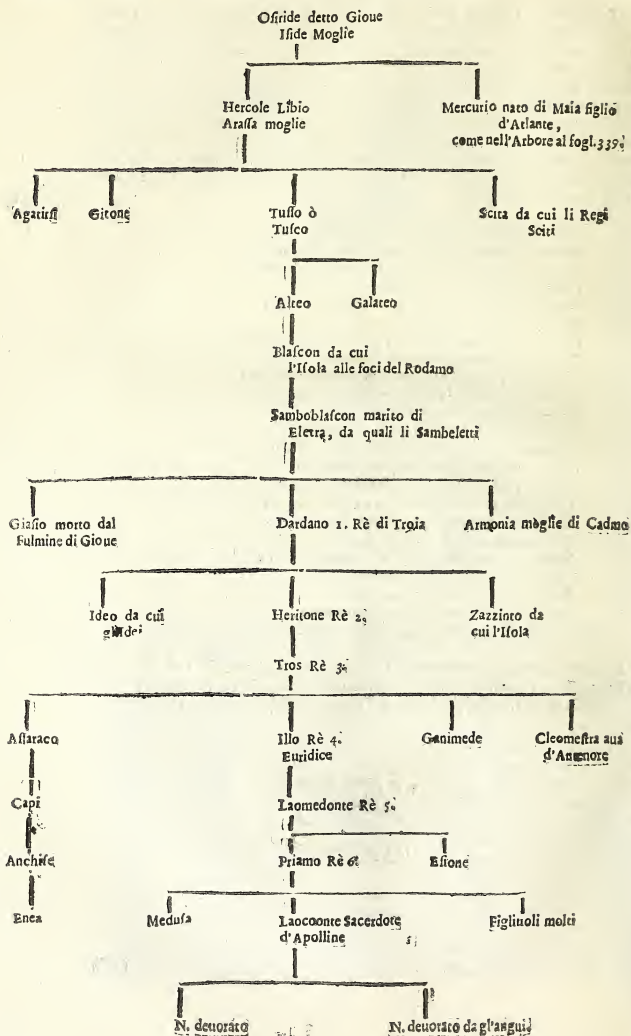 Oſiride detto Gioue
Iſide Moglie
Hercole Libio
Araſſa moglie
Mercurio nato di Maia figlio
d'Atlante,
come nell'Arbore al fogl. 339.
Agatirſi
Gitone
Tuſſo ò
Tuſco
Scita da cui li Regi
Sciti
Alteo
Galateo
Blaſcon da cui
l'Iſola alle foci del Rodamo
Samboblaſcon marito di
Eletra, da quali li Sambeletti
Giaſio morto dal
Fulmine di Gioue
Dardano 1. Rè di Troia
Armonia moglie di Cadmo
Ideo da cui
gl'Idei
Heritone Rè 2.
Zazzinto da
cui l'Iſola
Tros Rè 3.
Aſſaraco
Illo Rè 4.
Euridice
Ganimede
Cleomeſtra aua
d'Antenore
Capi
Laomedonte Rè 5.
Anchiſe
Priamo Rè 6.
Eſione
Enea
Meduſa
Laocoonte Sacerdote
d'Apolline
Figliuoli molti
N. deuorato
N. deuorato da gl'angui